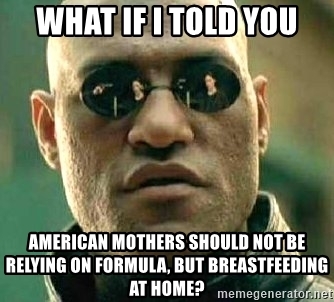 WHAT IF I TOLD YOU
AMERICAN MOTHERS SHOULD NOT BE
RELYING ON FORMULA, BUT BREASTFEEDING
AT HOME?
memegenerator.net